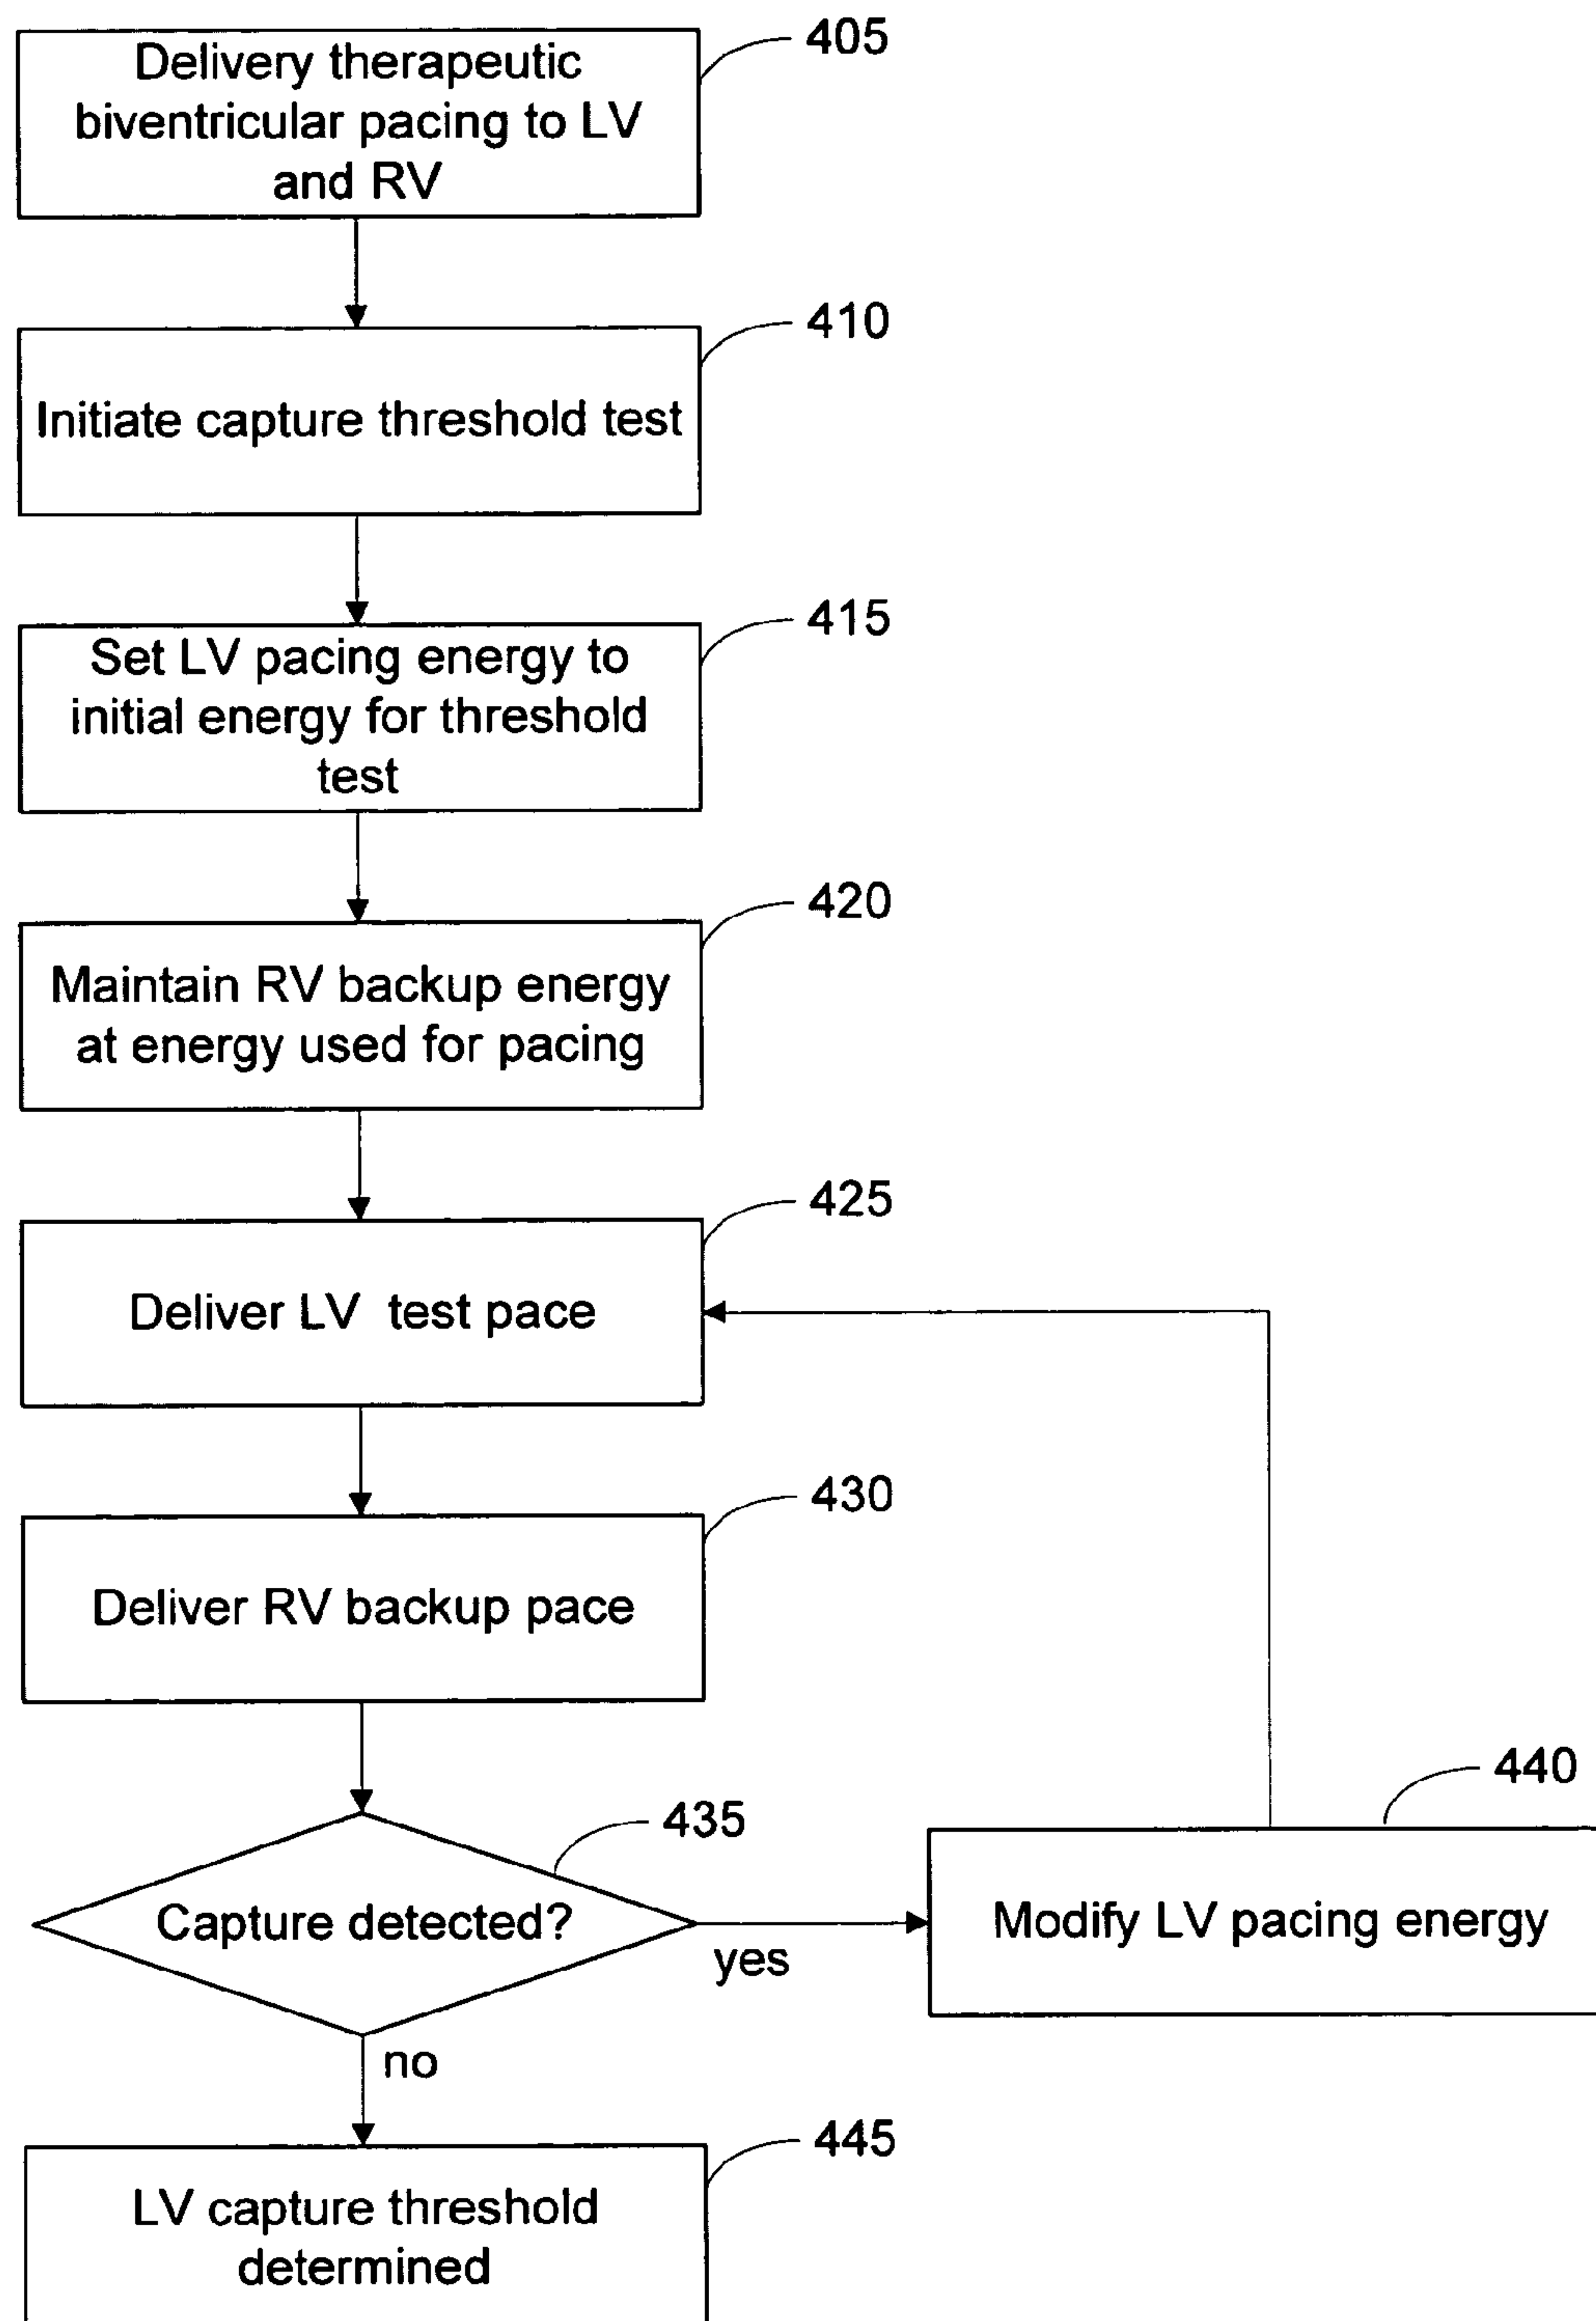 405
Delivery therapeutic
biventricular pacing to LV
and RV
410
Initiate capture threshold test
415
Set LV pacing energy to
initial energy for threshold
test
420
Maintain RV backup energy
at energy used for pacing
425
Deliver LV test pace
430
Deliver RV backup pace
435
Capture detected?
yes
440
Modify LV pacing energy
no
445
LV capture threshold
determined